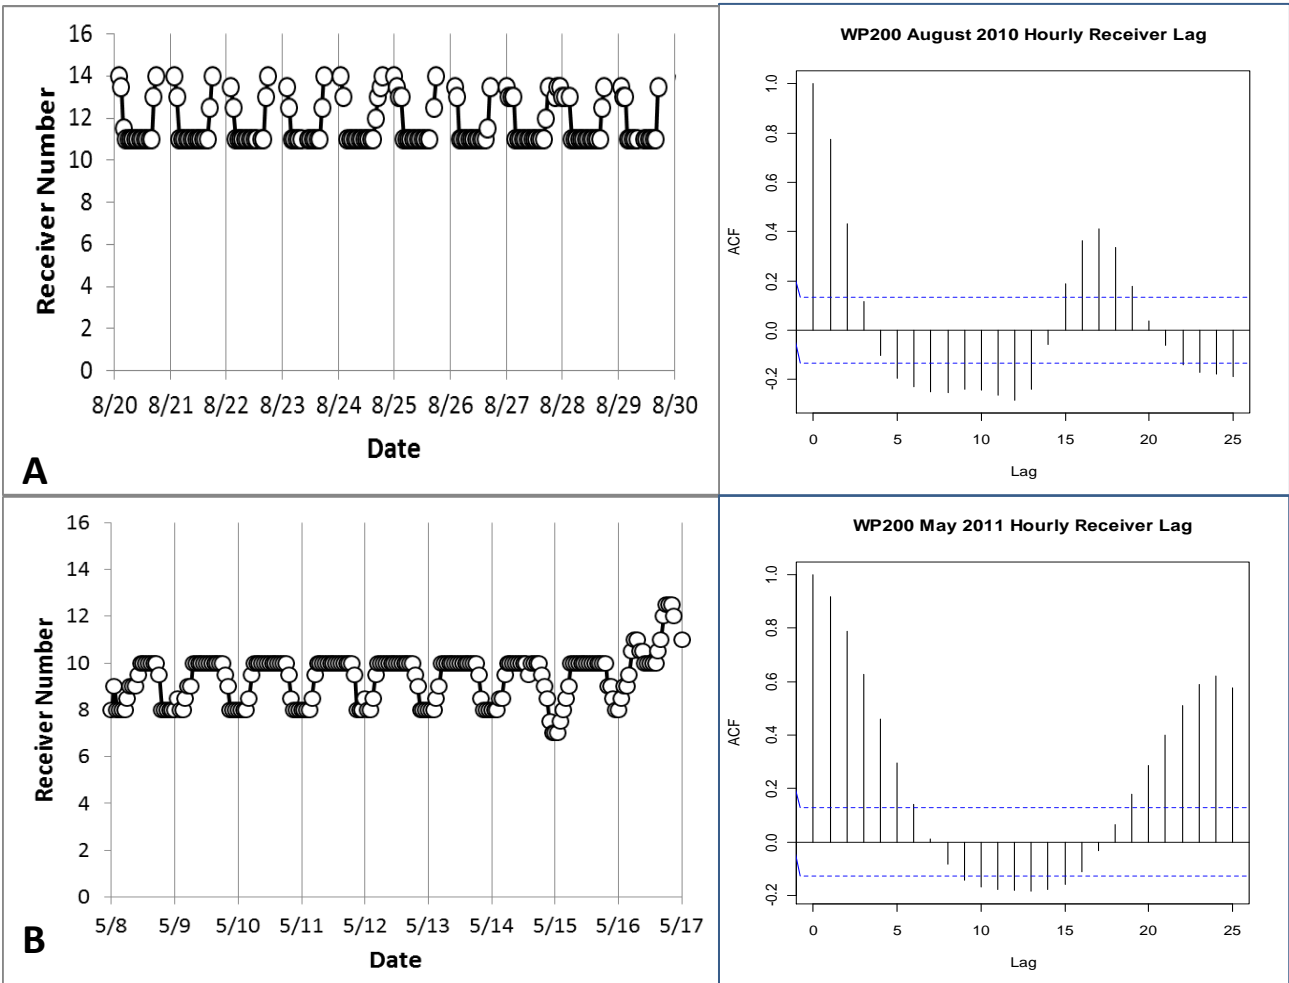 16
14
12
10
8
6
4
2
0
Receiver Number
8/20 8/21 8/22 8/23 8/24 8/25 8/26 8/27 8/28 8/29 8/30
Date
A
WP200 August 2010 Hourly Receiver Lag
1.0
0.8
0.6
0.4
0.2
0.0
-0.2
ACF
0 5 10 15 20 25
Lag
16
14
12
10
8
6
4
2
0
Receiver Number
5/8 5/9 5/10 5/11 5/12 5/13 5/14 5/15 5/16 5/17
Date
B
WP200 May 2011 Hourly Receiver Lag
1.0
0.8
0.6
0.4
0.2
0.0
-0.2
ACF
0 5 10 15 20 25
Lag